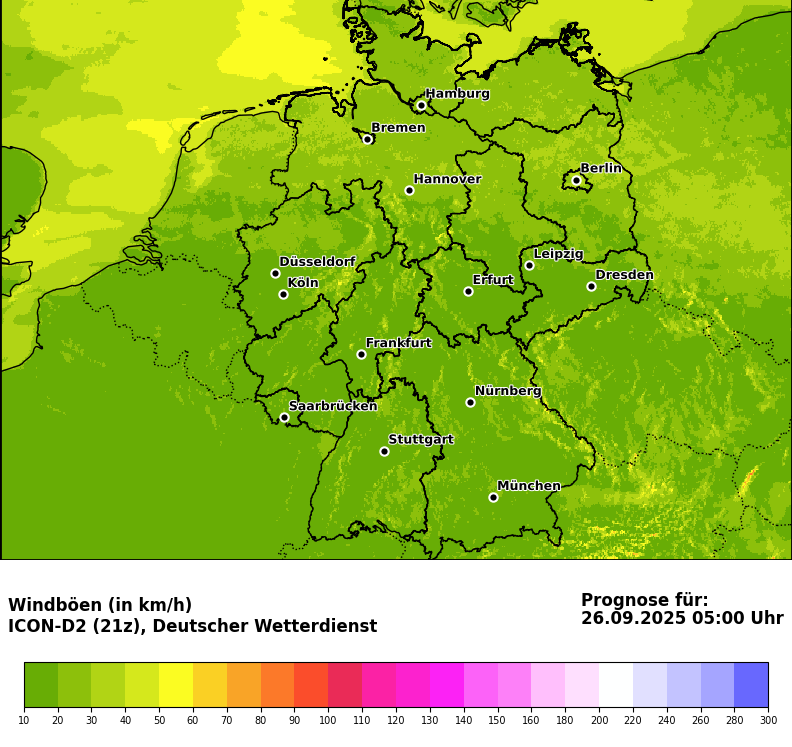 Hamburg
Bremen
Berlin
Hannover
Leipzig
Düsseldorf
Dresden
Köln
Erfurt
Frankfurt
Nürnberg
Saarbrücken
Stuttgart
München
Windböen (in km/h)
ICON-D2 (21z), Deutscher Wetterdienst
Prognose für:
26.09.2025 05:00 Uhr
10 20 30 40 50 60 70 80 90 100 110 120 130 140 150 160 180 200 220 240 260 280 300